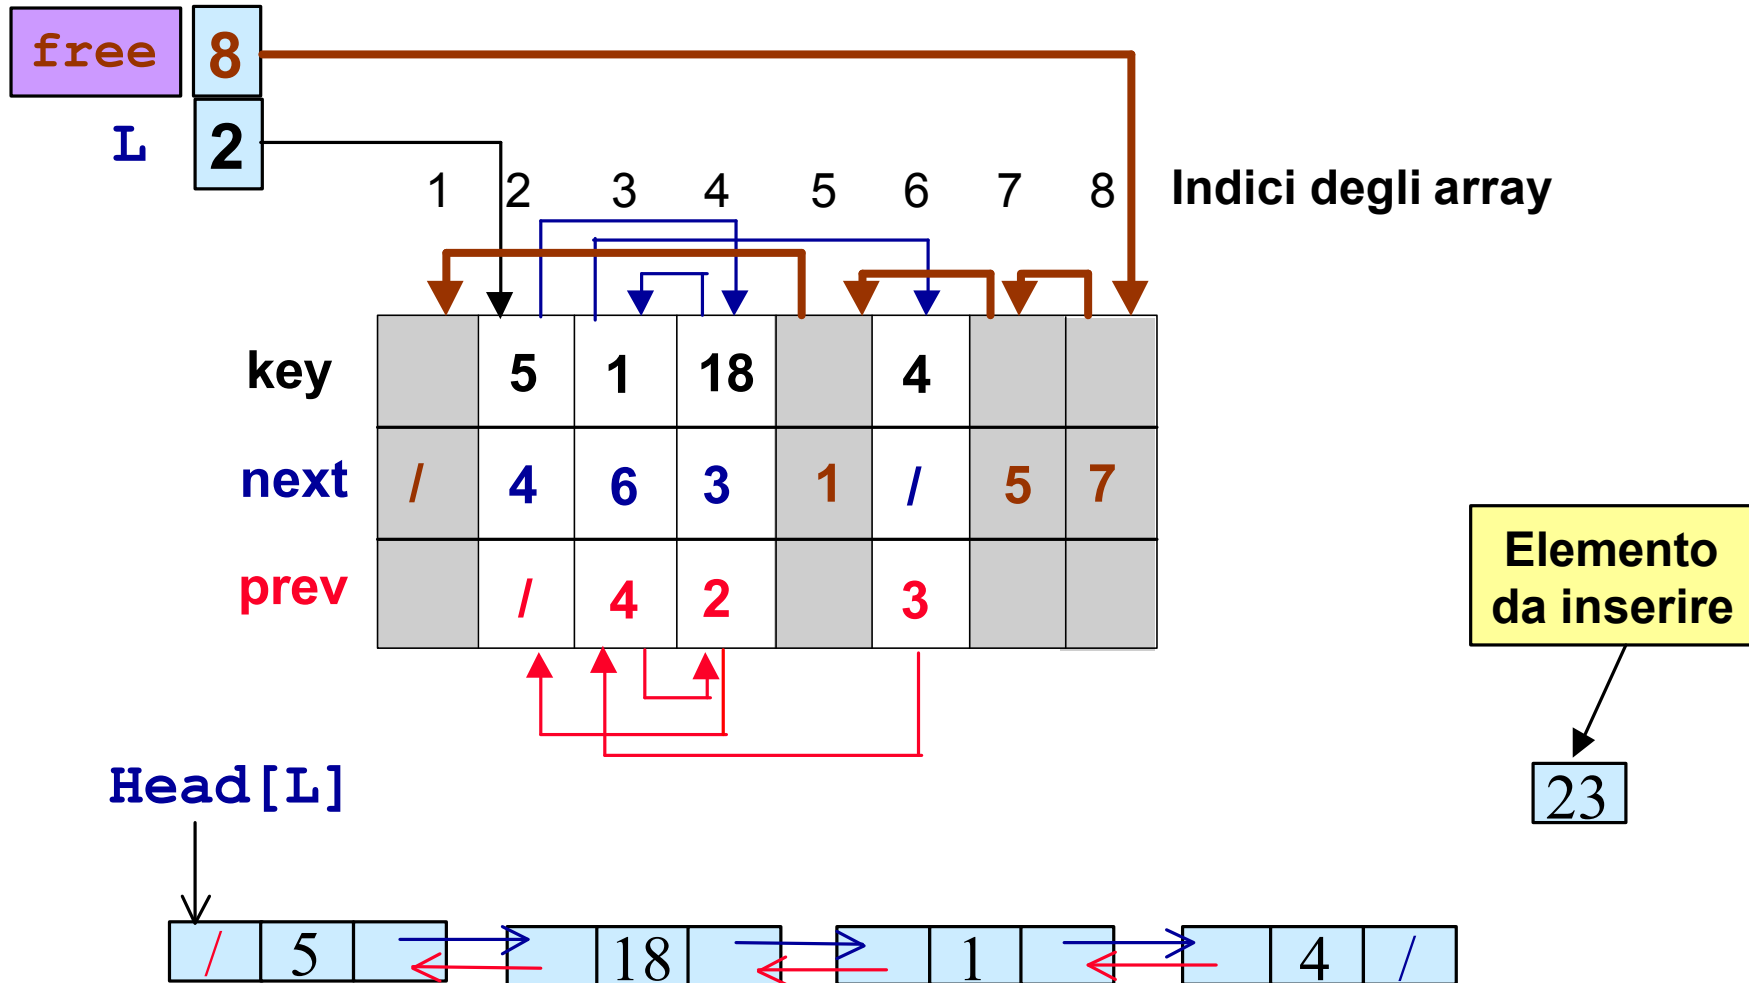 free 8
L 2
1 2 3 4 5 6 7 8 Indici degli array
key 5 1 18 4
next / 4 6 3 1 / 5 7
prev / 4 2 3
Elemento
da inserire
23
Head[L]
/ 5 18 1 4 /